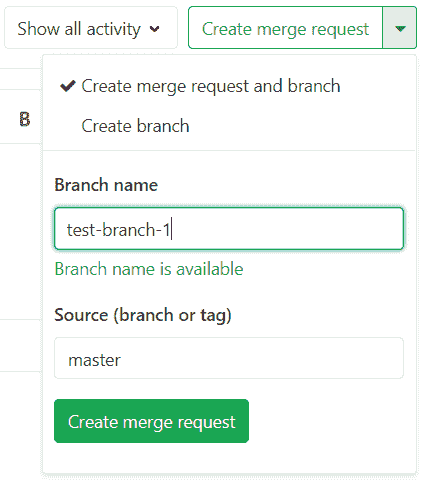 Show all activity
Create merge request
Create merge request and branch
B
Create branch
Branch name
test-branch-1
Branch name is available
Source (branch or tag)
master
Create merge request